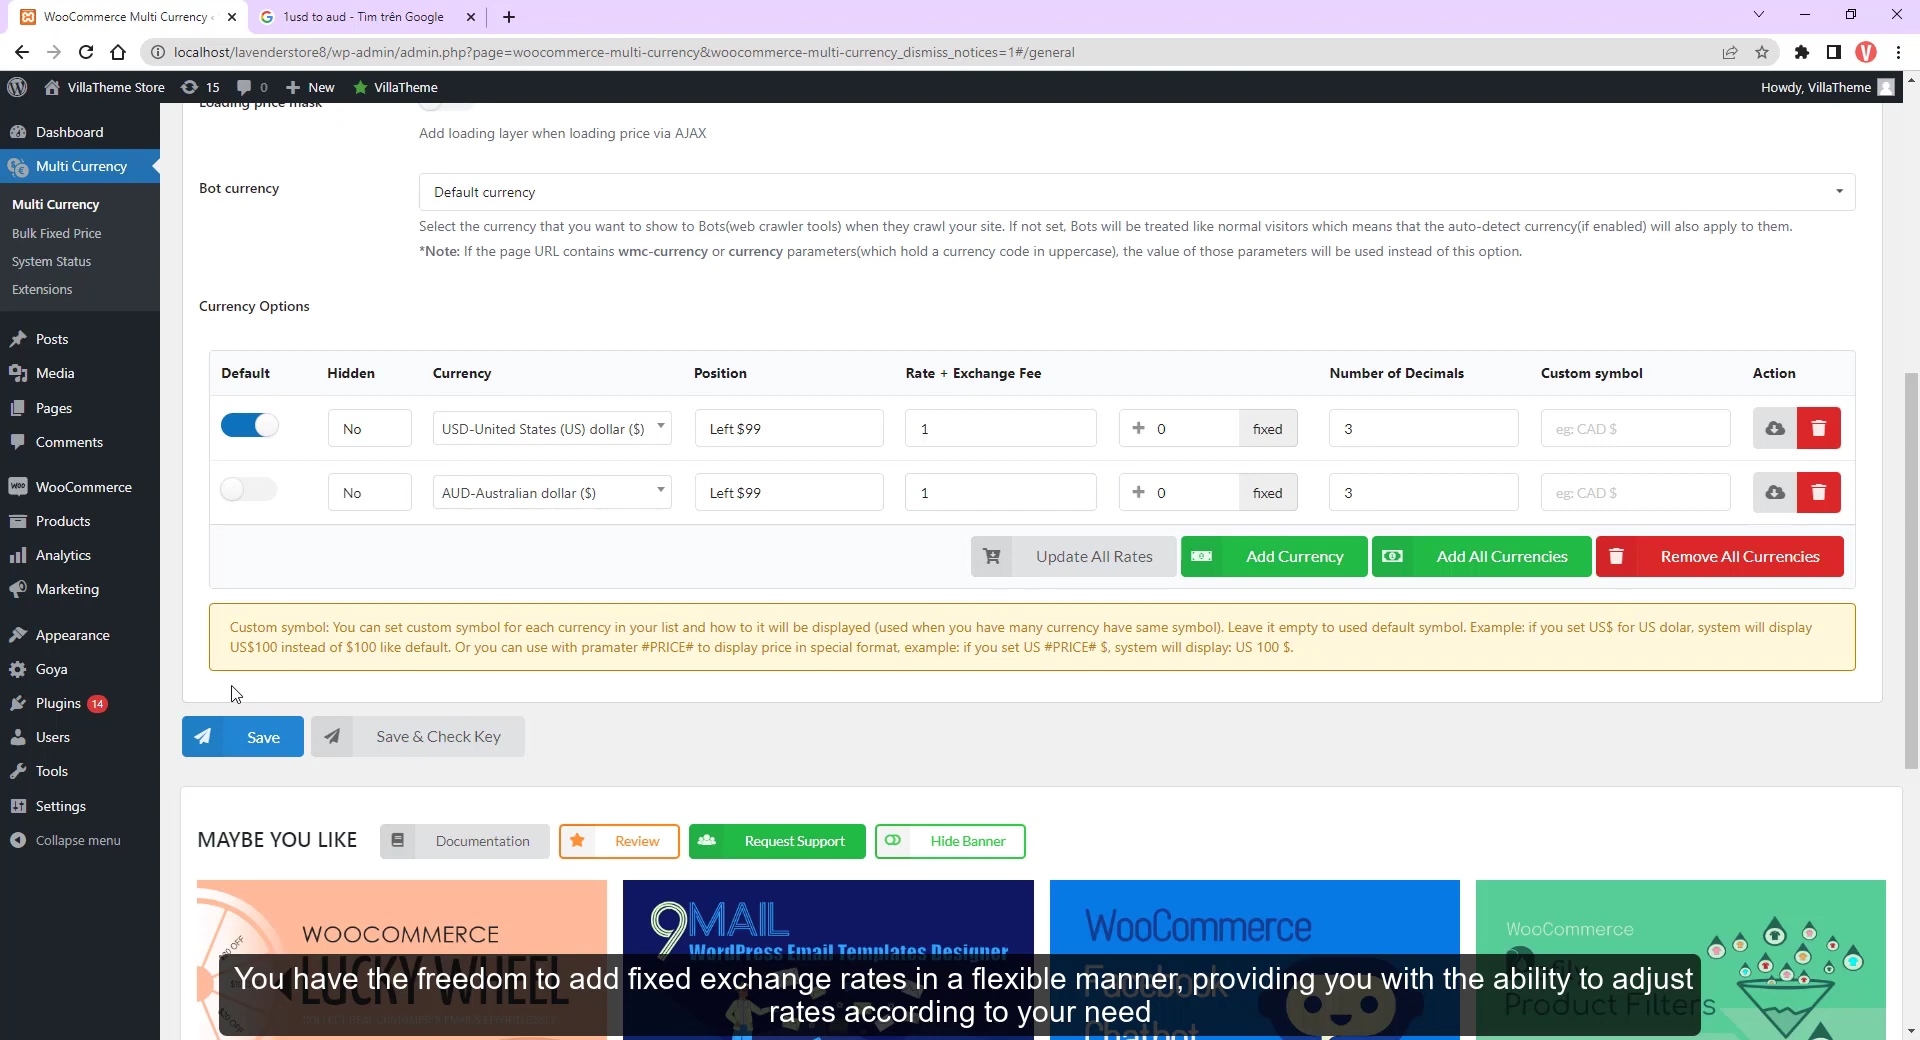 WooCommerce Multi Currency ‹
1usd to aud - Tìm trên Google
localhost/lavenderstore8/wp-admin/admin.php?page=woocommerce-multi-currency&woocommerce-multi-currency_dismiss_notices=1#/general
VillaTheme Store
15
0
New
VillaTheme
Howdy, VillaTheme
Dashboard
Multi Currency
Multi Currency
Bulk Fixed Price
System Status
Extensions
Posts
Media
Pages
Comments
WooCommerce
Products
Analytics
Marketing
Appearance
Goya
Plugins 14
Users
Tools
Settings
Collapse menu
Loading price mask
Add loading layer when loading price via AJAX
Bot currency
Default currency
Select the currency that you want to show to Bots(web crawler tools) when they crawl your site. If not set, Bots will be treated like normal visitors which means that the auto-detect currency(if enabled) will also apply to them.
*Note: If the page URL contains wmc-currency or currency parameters(which hold a currency code in uppercase), the value of those parameters will be used instead of this option.
Currency Options
Default Hidden Currency Position Rate + Exchange Fee Number of Decimals Custom symbol Action
No USD-United States (US) dollar ($) Left $99 1 + 0 fixed 3 eg: CAD $
No AUD-Australian dollar ($) Left $99 1 + 0 fixed 3 eg: CAD $
Update All Rates Add Currency Add All Currencies Remove All Currencies
Custom symbol: You can set custom symbol for each currency in your list and how to it will be displayed (used when you have many currency have same symbol). Leave it empty to used default symbol. Example: if you set US$ for US dolar, system will display
US$100 instead of $100 like default. Or you can use with pramater #PRICE# to display price in special format, example: if you set US #PRICE# $, system will display: US 100 $.
Save Save & Check Key
MAYBE YOU LIKE Documentation Review Request Support Hide Banner
WOOCOMMERCE
LUCKY WHEEL
9MAIL
WordPress Email Templates Designer
WooCommerce
Facebook
Chatbot
WooCommerce
Product Filters
You have the freedom to add fixed exchange rates in a flexible manner, providing you with the ability to adjust
rates according to your need